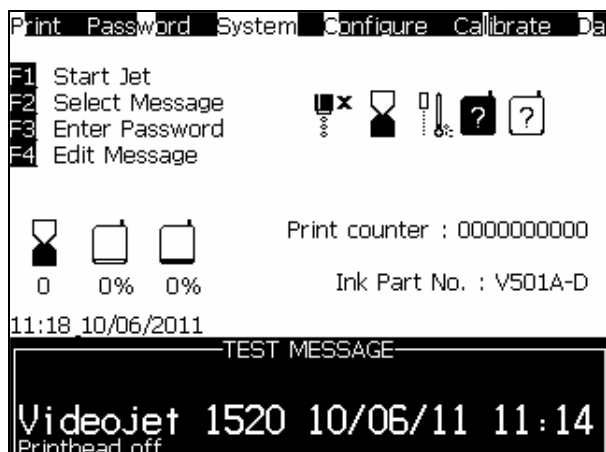 Print Password System Configure Calibrate Da
F1 Start Jet
F2 Select Message
F3 Enter Password
F4 Edit Message
? ?
Print counter : 0000000000
0 0% 0%
Ink Part No. : V501A-D
11:18 10/06/2011
TEST MESSAGE
Videojet 1520 10/06/11 11:14
Printhead off